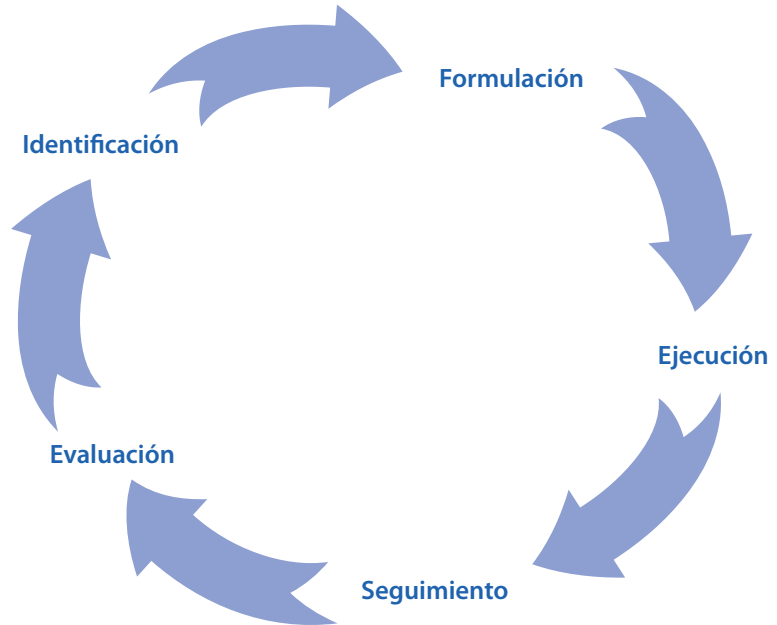 Formulación
Identificación
Ejecución
Evaluación
Seguimiento